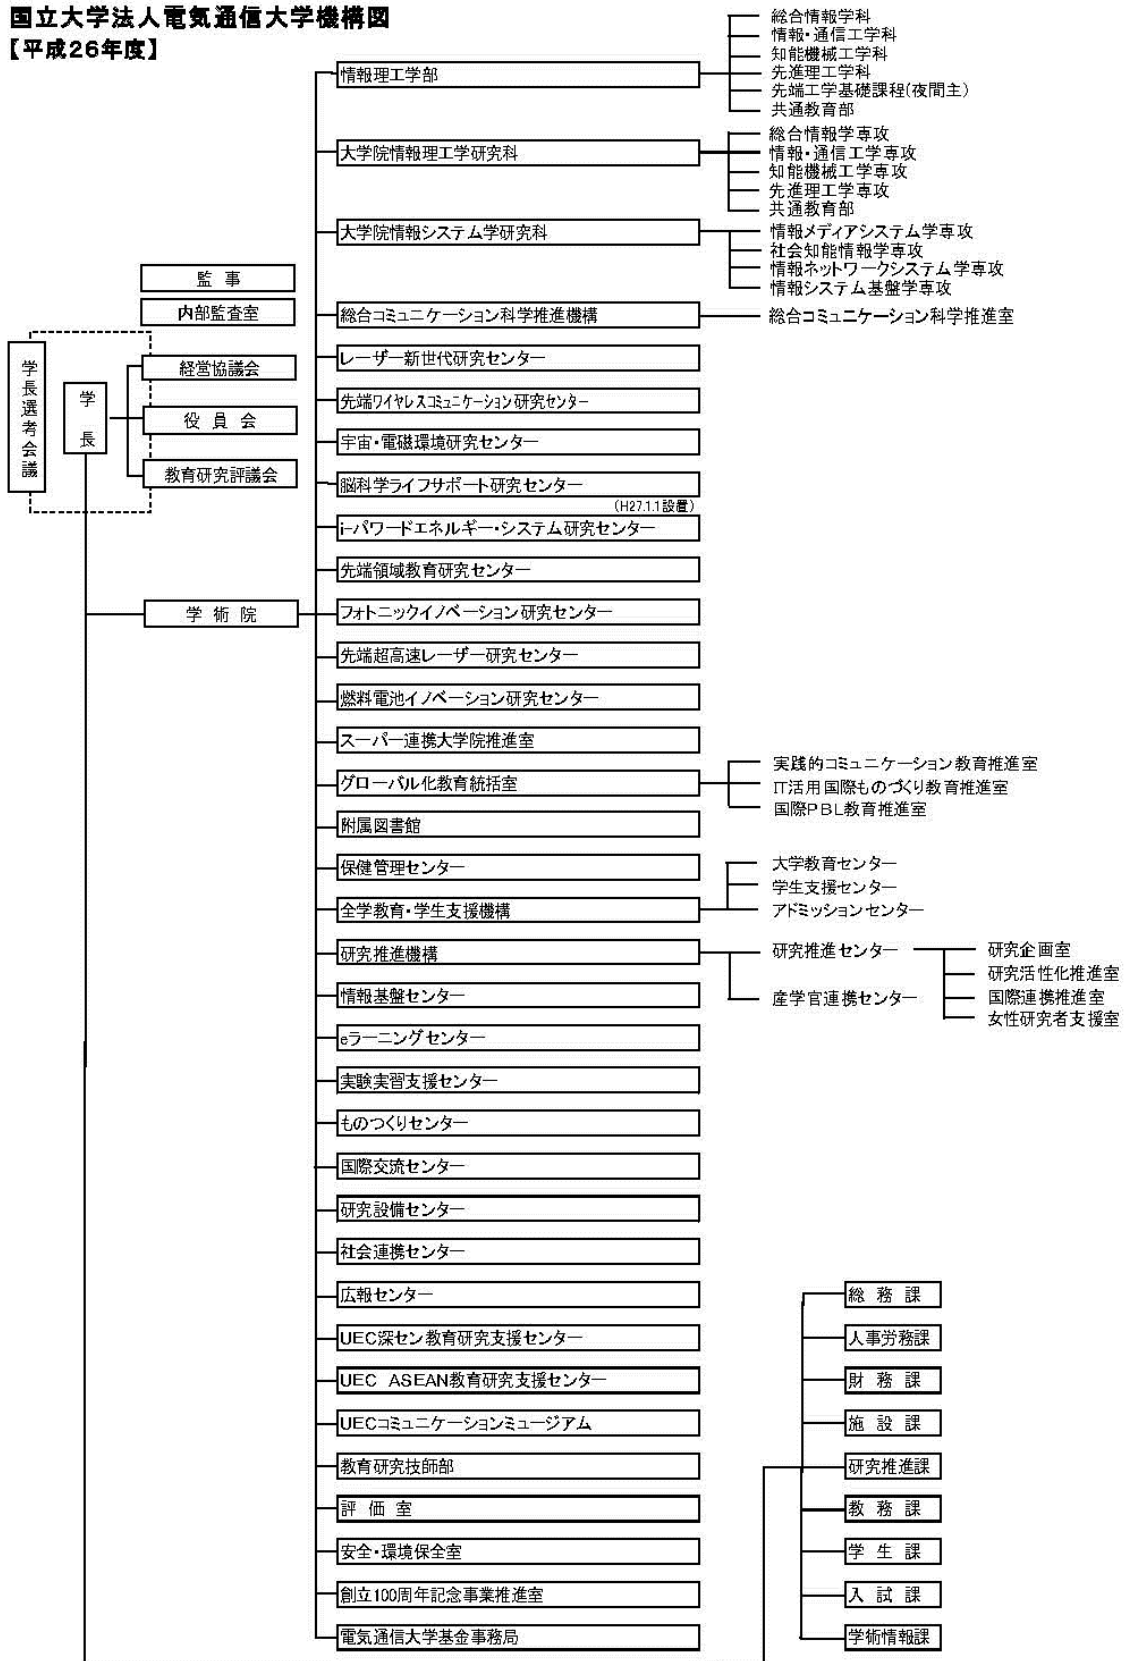 国立大学法人電気通信大学機構図
【平成26年度】
監 事
内部監査室
学長選考会議
学 長
経営協議会
役 員 会
教育研究評議会
学 術 院
情報理工学部
総合情報学科
情報・通信工学科
知能機械工学科
先進理工学科
先端工学基礎課程(夜間主)
共通教育部
大学院情報理工学研究科
総合情報学専攻
情報・通信工学専攻
知能機械工学専攻
先進理工学専攻
共通教育部
大学院情報システム学研究科
情報メディアシステム学専攻
社会知能情報学専攻
情報ネットワークシステム学専攻
情報システム基盤学専攻
総合コミュニケーション科学推進機構
総合コミュニケーション科学推進室
レーザー新世代研究センター
先端ワイヤレスコミュニケーション研究センター
宇宙・電磁環境研究センター
脳科学ライフサポート研究センター
(H27.1.1設置)
i-パワードエネルギー・システム研究センター
先端領域教育研究センター
フォトニックイノベーション研究センター
先端超高速レーザー研究センター
燃料電池イノベーション研究センター
スーパー連携大学院推進室
グローバル化教育統括室
実践的コミュニケーション教育推進室
IT活用国際ものづくり教育推進室
国際PBL教育推進室
附属図書館
保健管理センター
全学教育・学生支援機構
大学教育センター
学生支援センター
アドミッションセンター
研究推進機構
研究推進センター
研究企画室
研究活性化推進室
国際連携推進室
女性研究者支援室
産学官連携センター
情報基盤センター
eラーニングセンター
実験実習支援センター
ものつくりセンター
国際交流センター
研究設備センター
社会連携センター
広報センター
UEC深セン教育研究支援センター
UEC ASEAN教育研究支援センター
UECコミュニケーションミュージアム
教育研究技師部
評 価 室
安全・環境保全室
創立100周年記念事業推進室
電気通信大学基金事務局
総 務 課
人事労務課
財 務 課
施 設 課
研究推進課
教 務 課
学 生 課
入 試 課
学術情報課